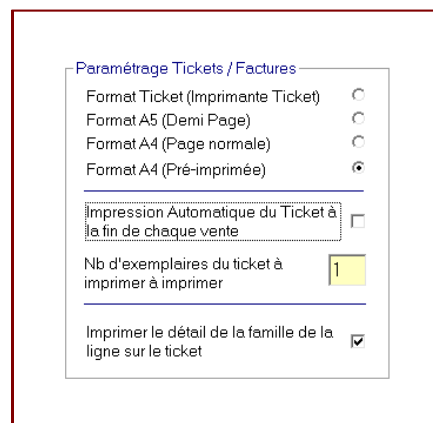 Paramétrage Tickets / Factures
Format Ticket (Imprimante Ticket)
Format A5 (Demi Page)
Format A4 (Page normale)
Format A4 (Pré-imprimée)
Impression Automatique du Ticket à
la fin de chaque vente
Nb d'exemplaires du ticket à
imprimer à imprimer
1
Imprimer le détail de la famille de la
ligne sur le ticket